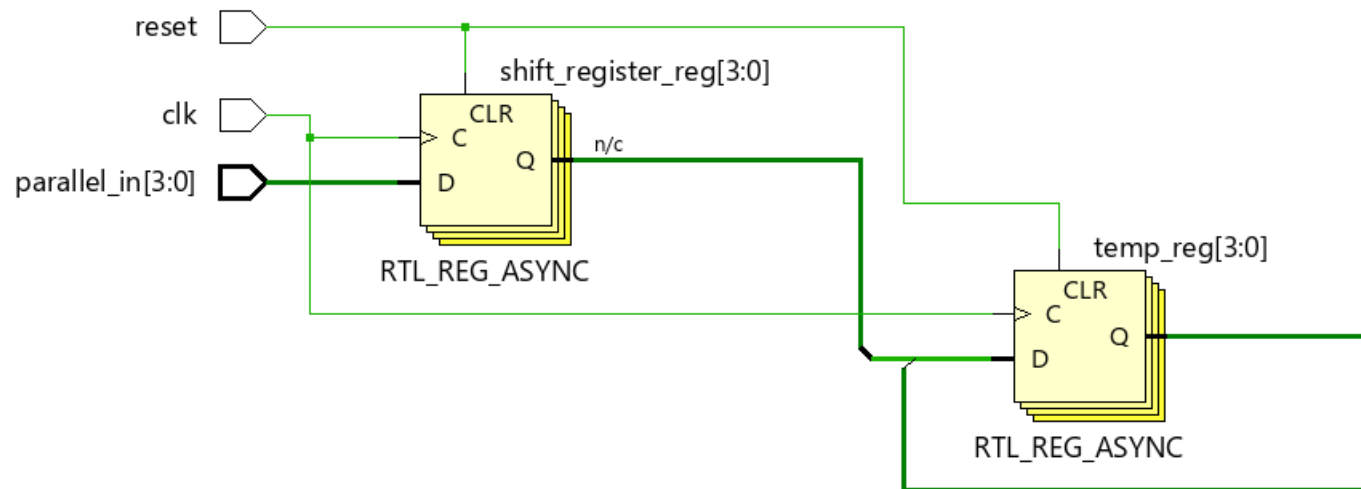 reset
shift_register_reg[3:0]
clk
CLR
C
Q
n/c
parallel_in[3:0]
D
RTL_REG_ASYNC
temp_reg[3:0]
CLR
C
Q
D
RTL_REG_ASYNC